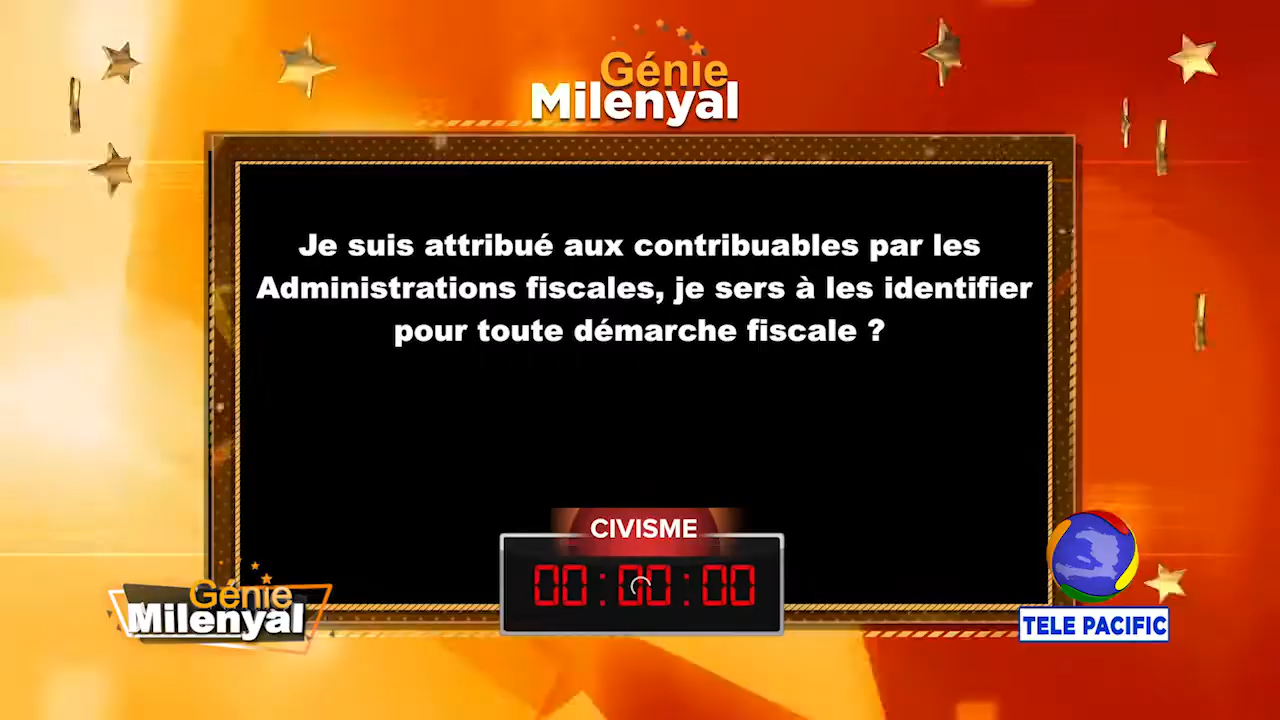 Génie
Milenyal
Je suis attribué aux contribuables par les
Administrations fiscales, je sers à les identifier
pour toute démarche fiscale ?
CIVISME
00:00:00
Génie
Milenyal
TELE PACIFIC